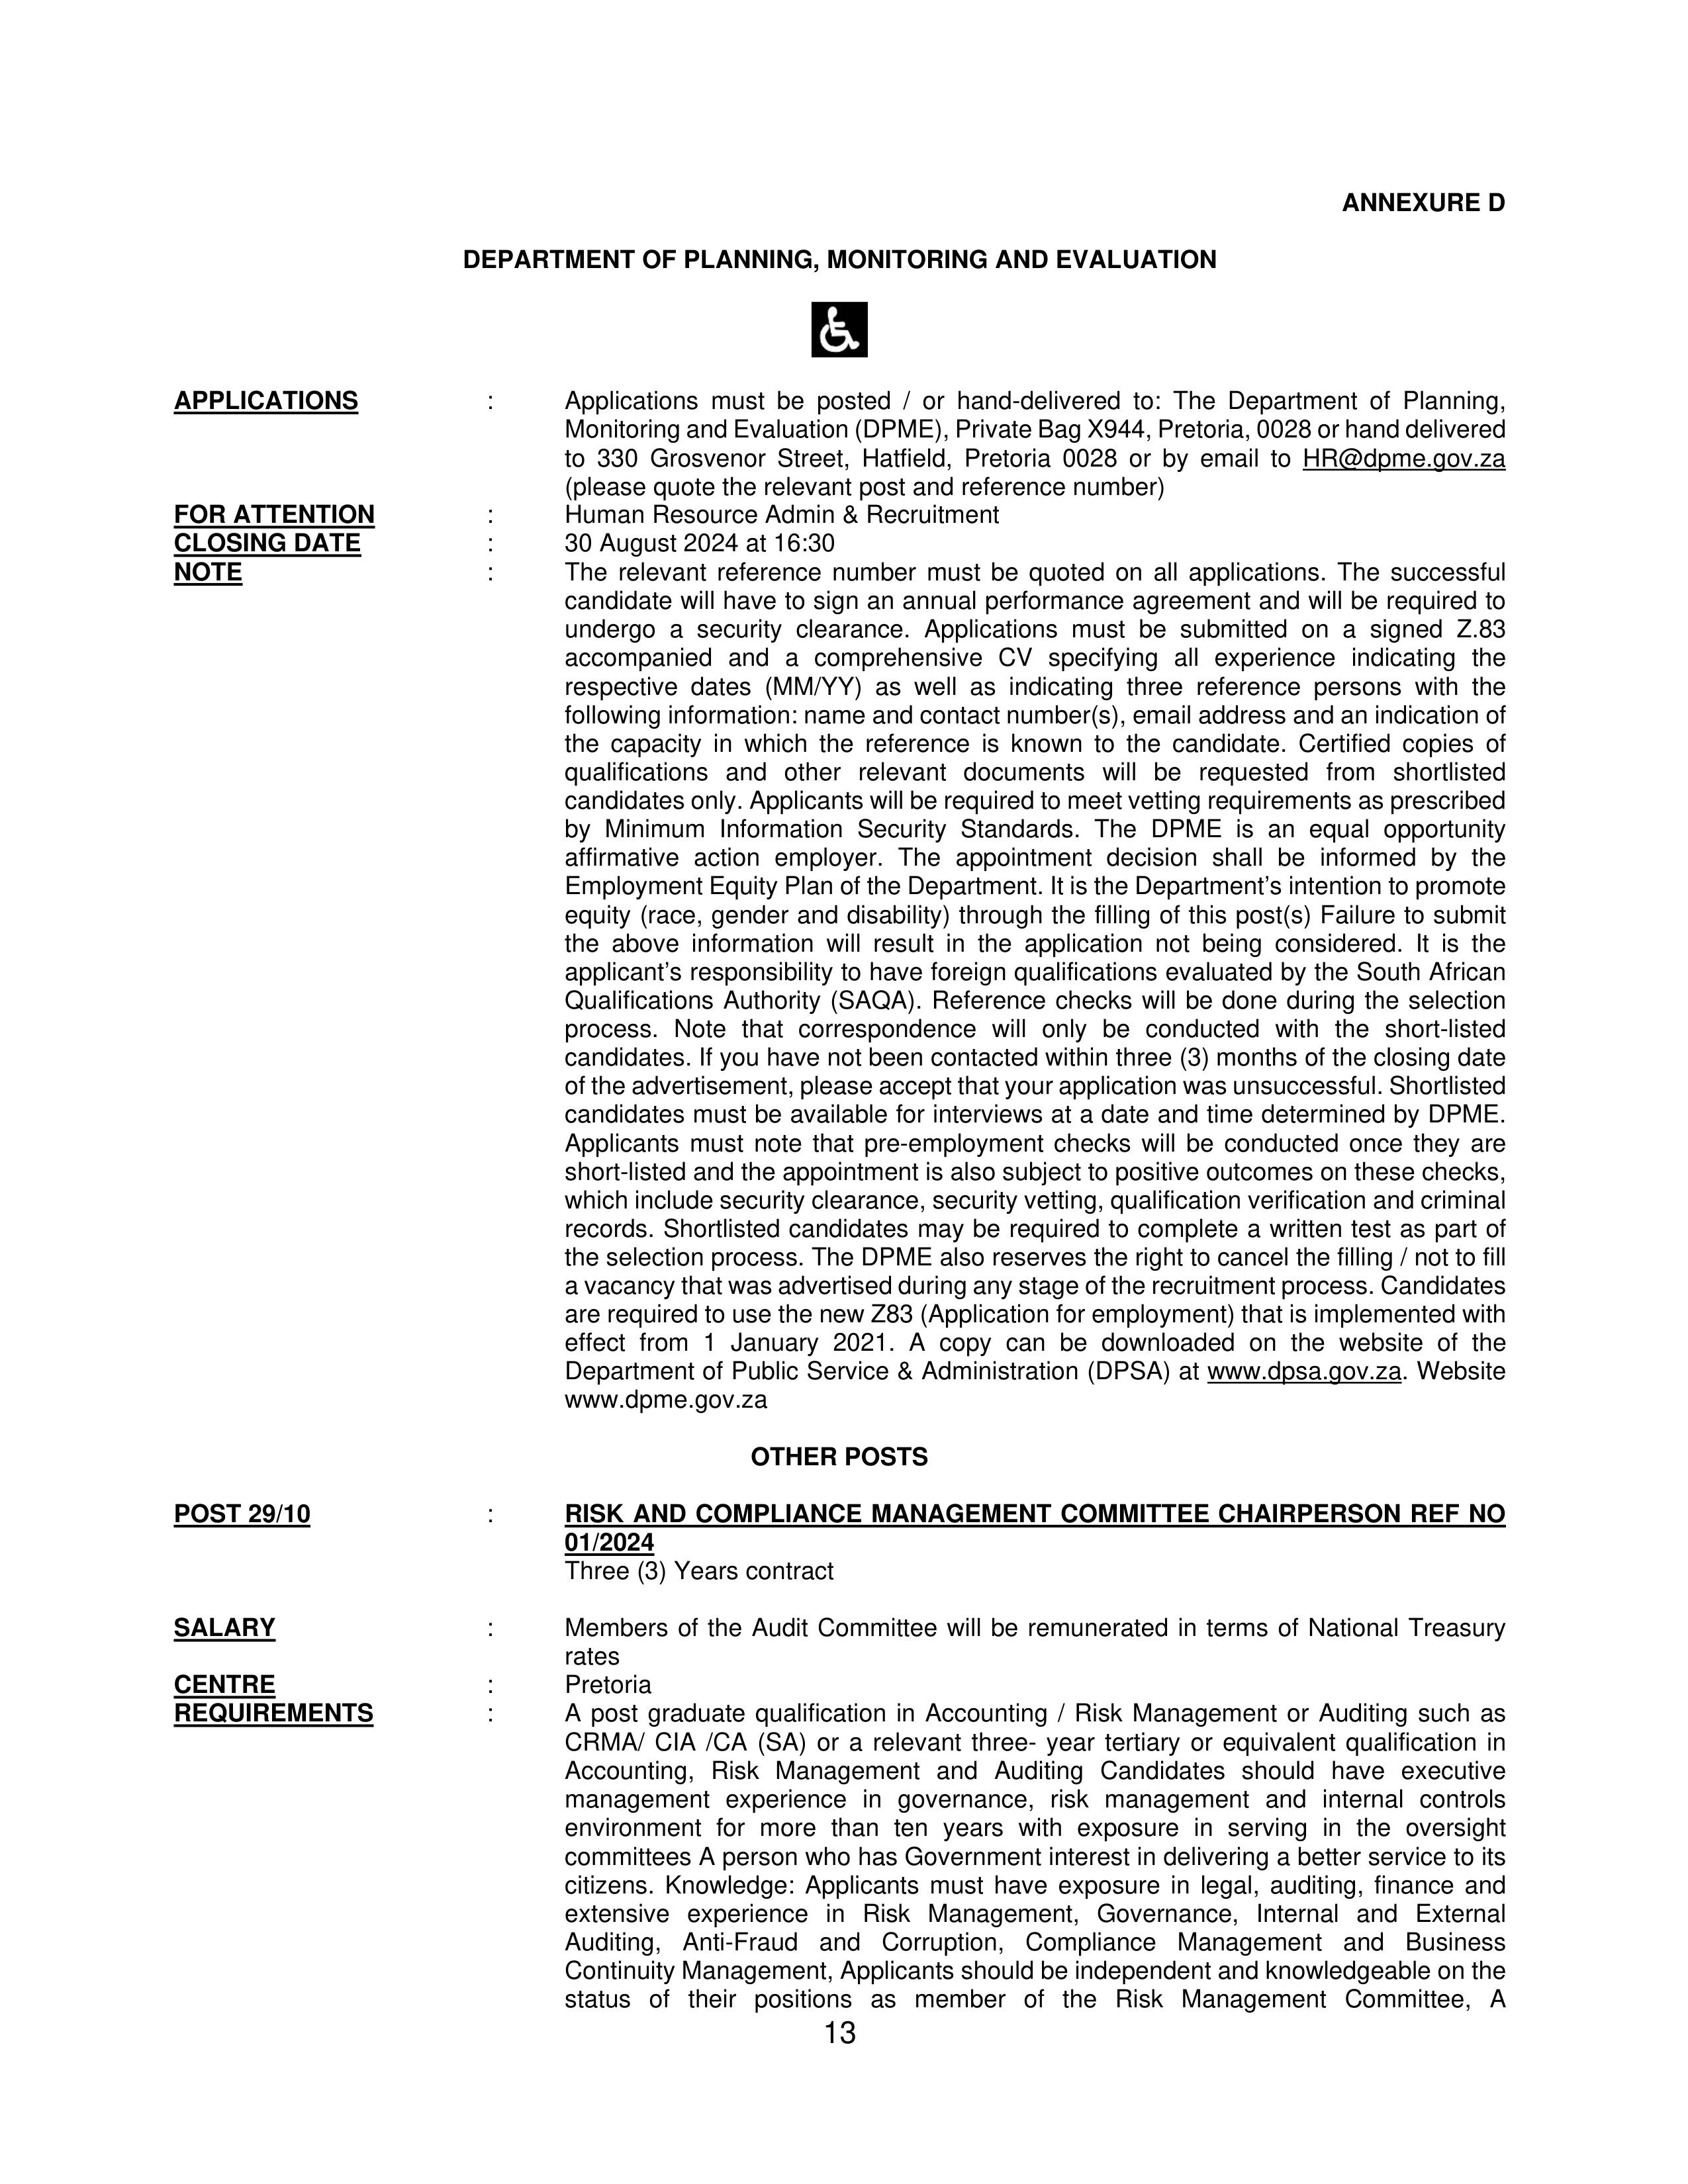 ANNEXURE D
DEPARTMENT OF PLANNING, MONITORING AND EVALUATION
APPLICATIONS : Applications must be posted / or hand-delivered to: The Department of Planning,
Monitoring and Evaluation (DPME), Private Bag X944, Pretoria, 0028 or hand delivered
to 330 Grosvenor Street, Hatfield, Pretoria 0028 or by email to HR@dpme.gov.za
(please quote the relevant post and reference number)
FOR ATTENTION : Human Resource Admin & Recruitment
CLOSING DATE : 30 August 2024 at 16:30
NOTE : The relevant reference number must be quoted on all applications. The successful
candidate will have to sign an annual performance agreement and will be required to
undergo a security clearance. Applications must be submitted on a signed Z.83
accompanied and a comprehensive CV specifying all experience indicating the
respective dates (MM/YY) as well as indicating three reference persons with the
following information: name and contact number(s), email address and an indication of
the capacity in which the reference is known to the candidate. Certified copies of
qualifications and other relevant documents will be requested from shortlisted
candidates only. Applicants will be required to meet vetting requirements as prescribed
by Minimum Information Security Standards. The DPME is an equal opportunity
affirmative action employer. The appointment decision shall be informed by the
Employment Equity Plan of the Department. It is the Department’s intention to promote
equity (race, gender and disability) through the filling of this post(s) Failure to submit
the above information will result in the application not being considered. It is the
applicant’s responsibility to have foreign qualifications evaluated by the South African
Qualifications Authority (SAQA). Reference checks will be done during the selection
process. Note that correspondence will only be conducted with the short-listed
candidates. If you have not been contacted within three (3) months of the closing date
of the advertisement, please accept that your application was unsuccessful. Shortlisted
candidates must be available for interviews at a date and time determined by DPME.
Applicants must note that pre-employment checks will be conducted once they are
short-listed and the appointment is also subject to positive outcomes on these checks,
which include security clearance, security vetting, qualification verification and criminal
records. Shortlisted candidates may be required to complete a written test as part of
the selection process. The DPME also reserves the right to cancel the filling / not to fill
a vacancy that was advertised during any stage of the recruitment process. Candidates
are required to use the new Z83 (Application for employment) that is implemented with
effect from 1 January 2021. A copy can be downloaded on the website of the
Department of Public Service & Administration (DPSA) at www.dpsa.gov.za. Website
www.dpme.gov.za
OTHER POSTS
POST 29/10 : RISK AND COMPLIANCE MANAGEMENT COMMITTEE CHAIRPERSON REF NO
01/2024
Three (3) Years contract
SALARY : Members of the Audit Committee will be remunerated in terms of National Treasury
rates
CENTRE : Pretoria
REQUIREMENTS : A post graduate qualification in Accounting / Risk Management or Auditing such as
CRMA/ CIA /CA (SA) or a relevant three- year tertiary or equivalent qualification in
Accounting, Risk Management and Auditing Candidates should have executive
management experience in governance, risk management and internal controls
environment for more than ten years with exposure in serving in the oversight
committees A person who has Government interest in delivering a better service to its
citizens. Knowledge: Applicants must have exposure in legal, auditing, finance and
extensive experience in Risk Management, Governance, Internal and External
Auditing, Anti-Fraud and Corruption, Compliance Management and Business
Continuity Management, Applicants should be independent and knowledgeable on the
status of their positions as member of the Risk Management Committee, A
13